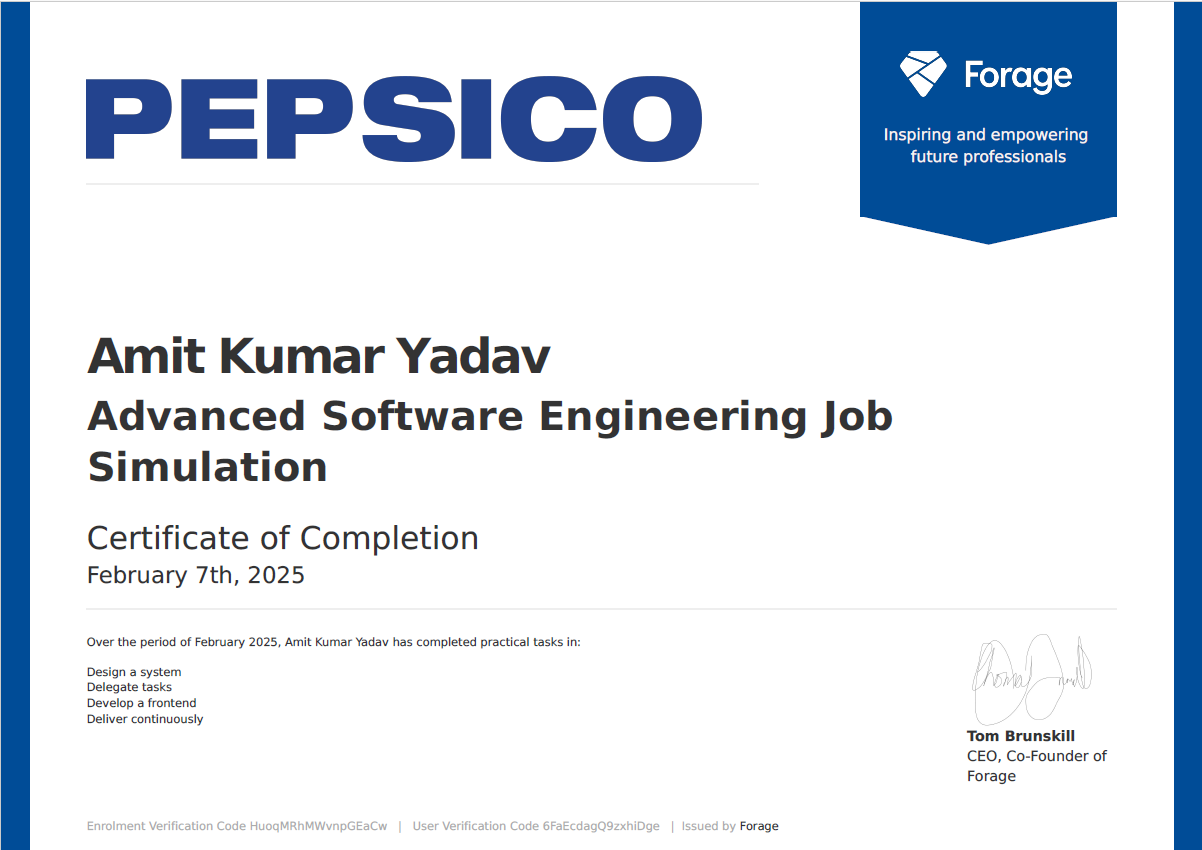 PEPSICO
Forage
Inspiring and empowering
future professionals
Amit Kumar Yadav
Advanced Software Engineering Job
Simulation
Certificate of Completion
February 7th, 2025
Over the period of February 2025, Amit Kumar Yadav has completed practical tasks in:
Design a system
Delegate tasks
Develop a frontend
Deliver continuously
Tom Brunskill
CEO, Co-Founder of
Forage
Enrolment Verification Code HuoqMRhMWvnpGEaCw | User Verification Code 6FaEcdagQ9zxhiDge | Issued by Forage